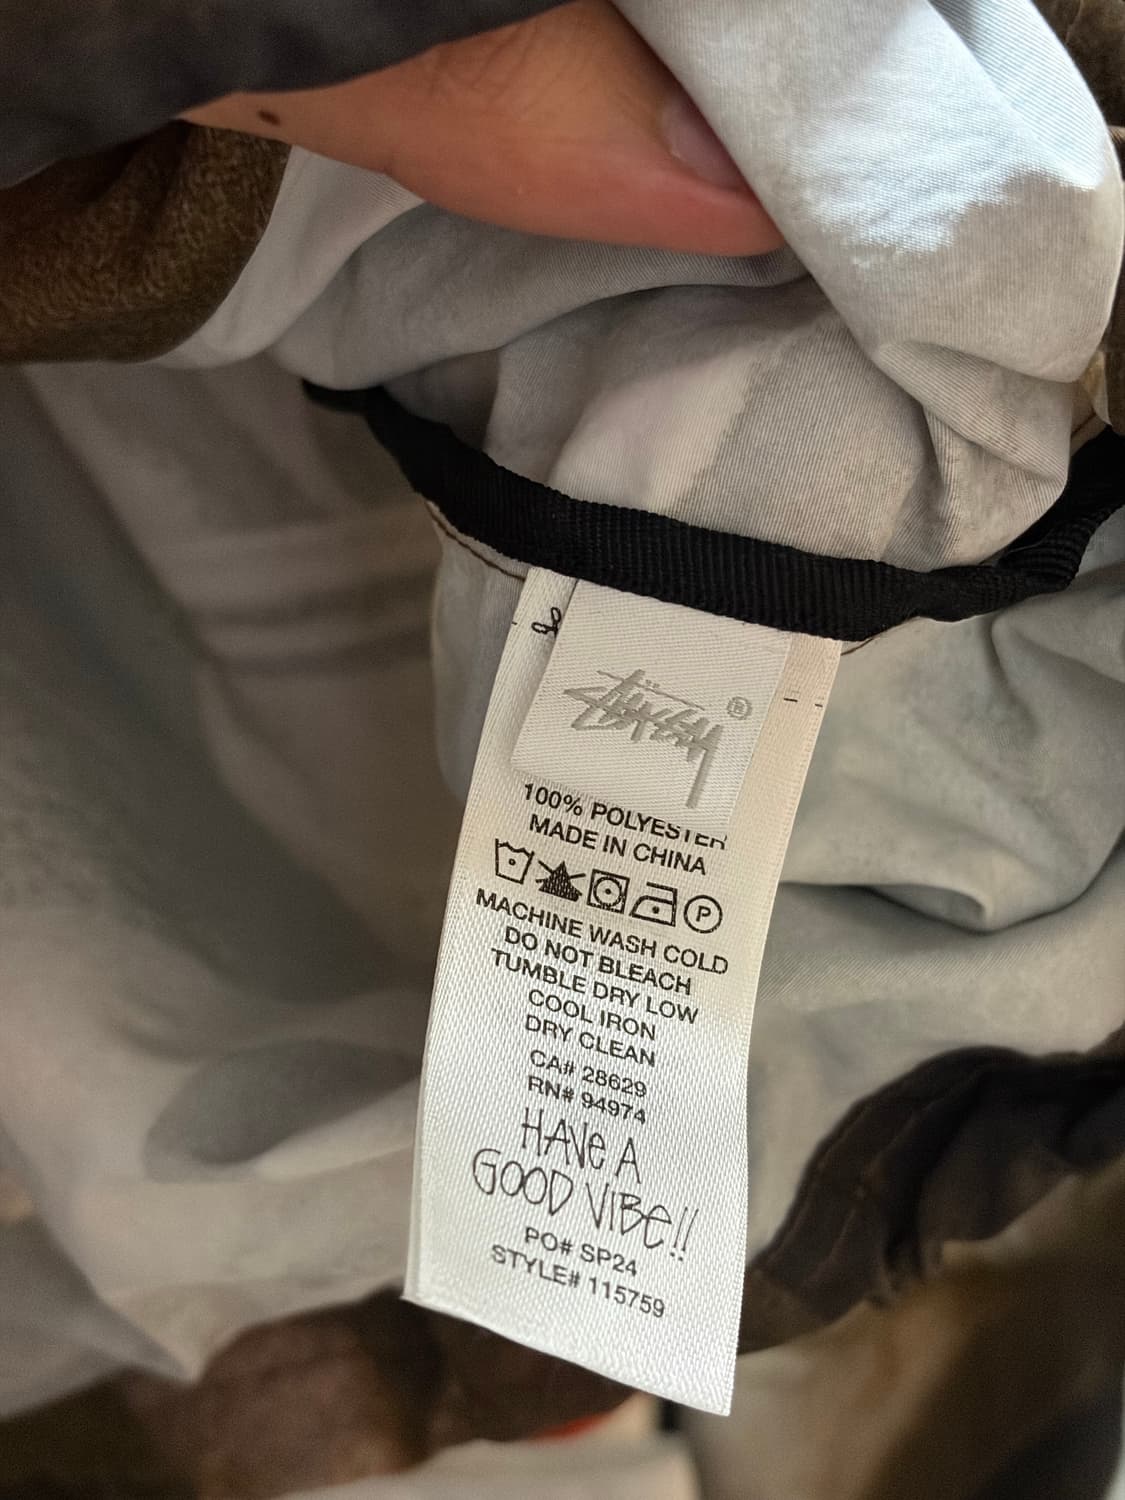 Stüssy ®
100% POLYESTER
MADE IN CHINA
P
MACHINE WASH COLD
DO NOT BLEACH
TUMBLE DRY LOW
COOL IRON
DRY CLEAN
CA# 28629
RN# 94974
HAVE A
GOOD VIBE!!
PO# SP24
STYLE# 115759